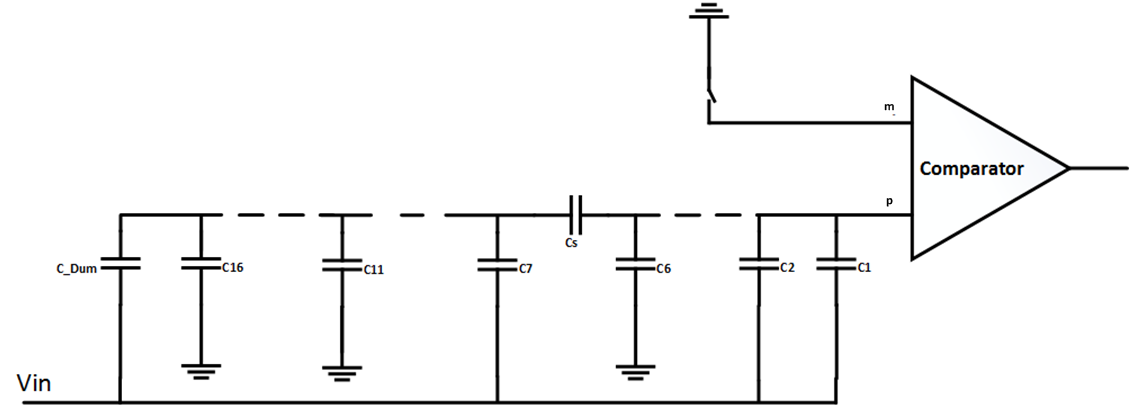 m
Comparator
p
Cs
C_Dum
C16
C11
C7
C6
C2
C1
Vin